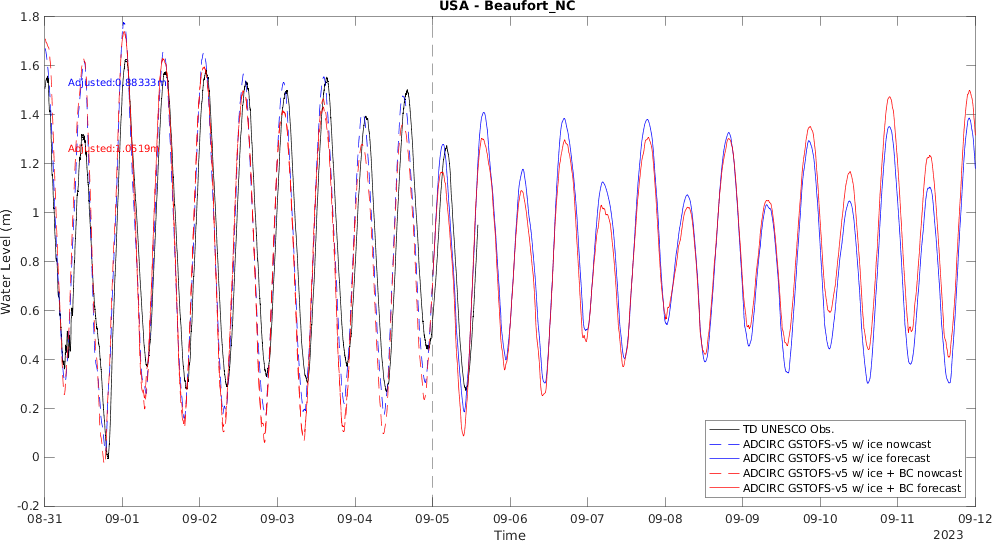 USA - Beaufort_NC
1.8
1.6
1.4
1.2
1
0.8
0.6
0.4
0.2
0
-0.2
Water Level (m)
Adjusted:0.88333m
Adjusted:1.0519m
TD UNESCO Obs.
ADCIRC GSTOFS-v5 w/ ice nowcast
ADCIRC GSTOFS-v5 w/ ice forecast
ADCIRC GSTOFS-v5 w/ ice + BC nowcast
ADCIRC GSTOFS-v5 w/ ice + BC forecast
08-31 09-01 09-02 09-03 09-04 09-05 09-06 09-07 09-08 09-09 09-10 09-11 09-12
Time
2023